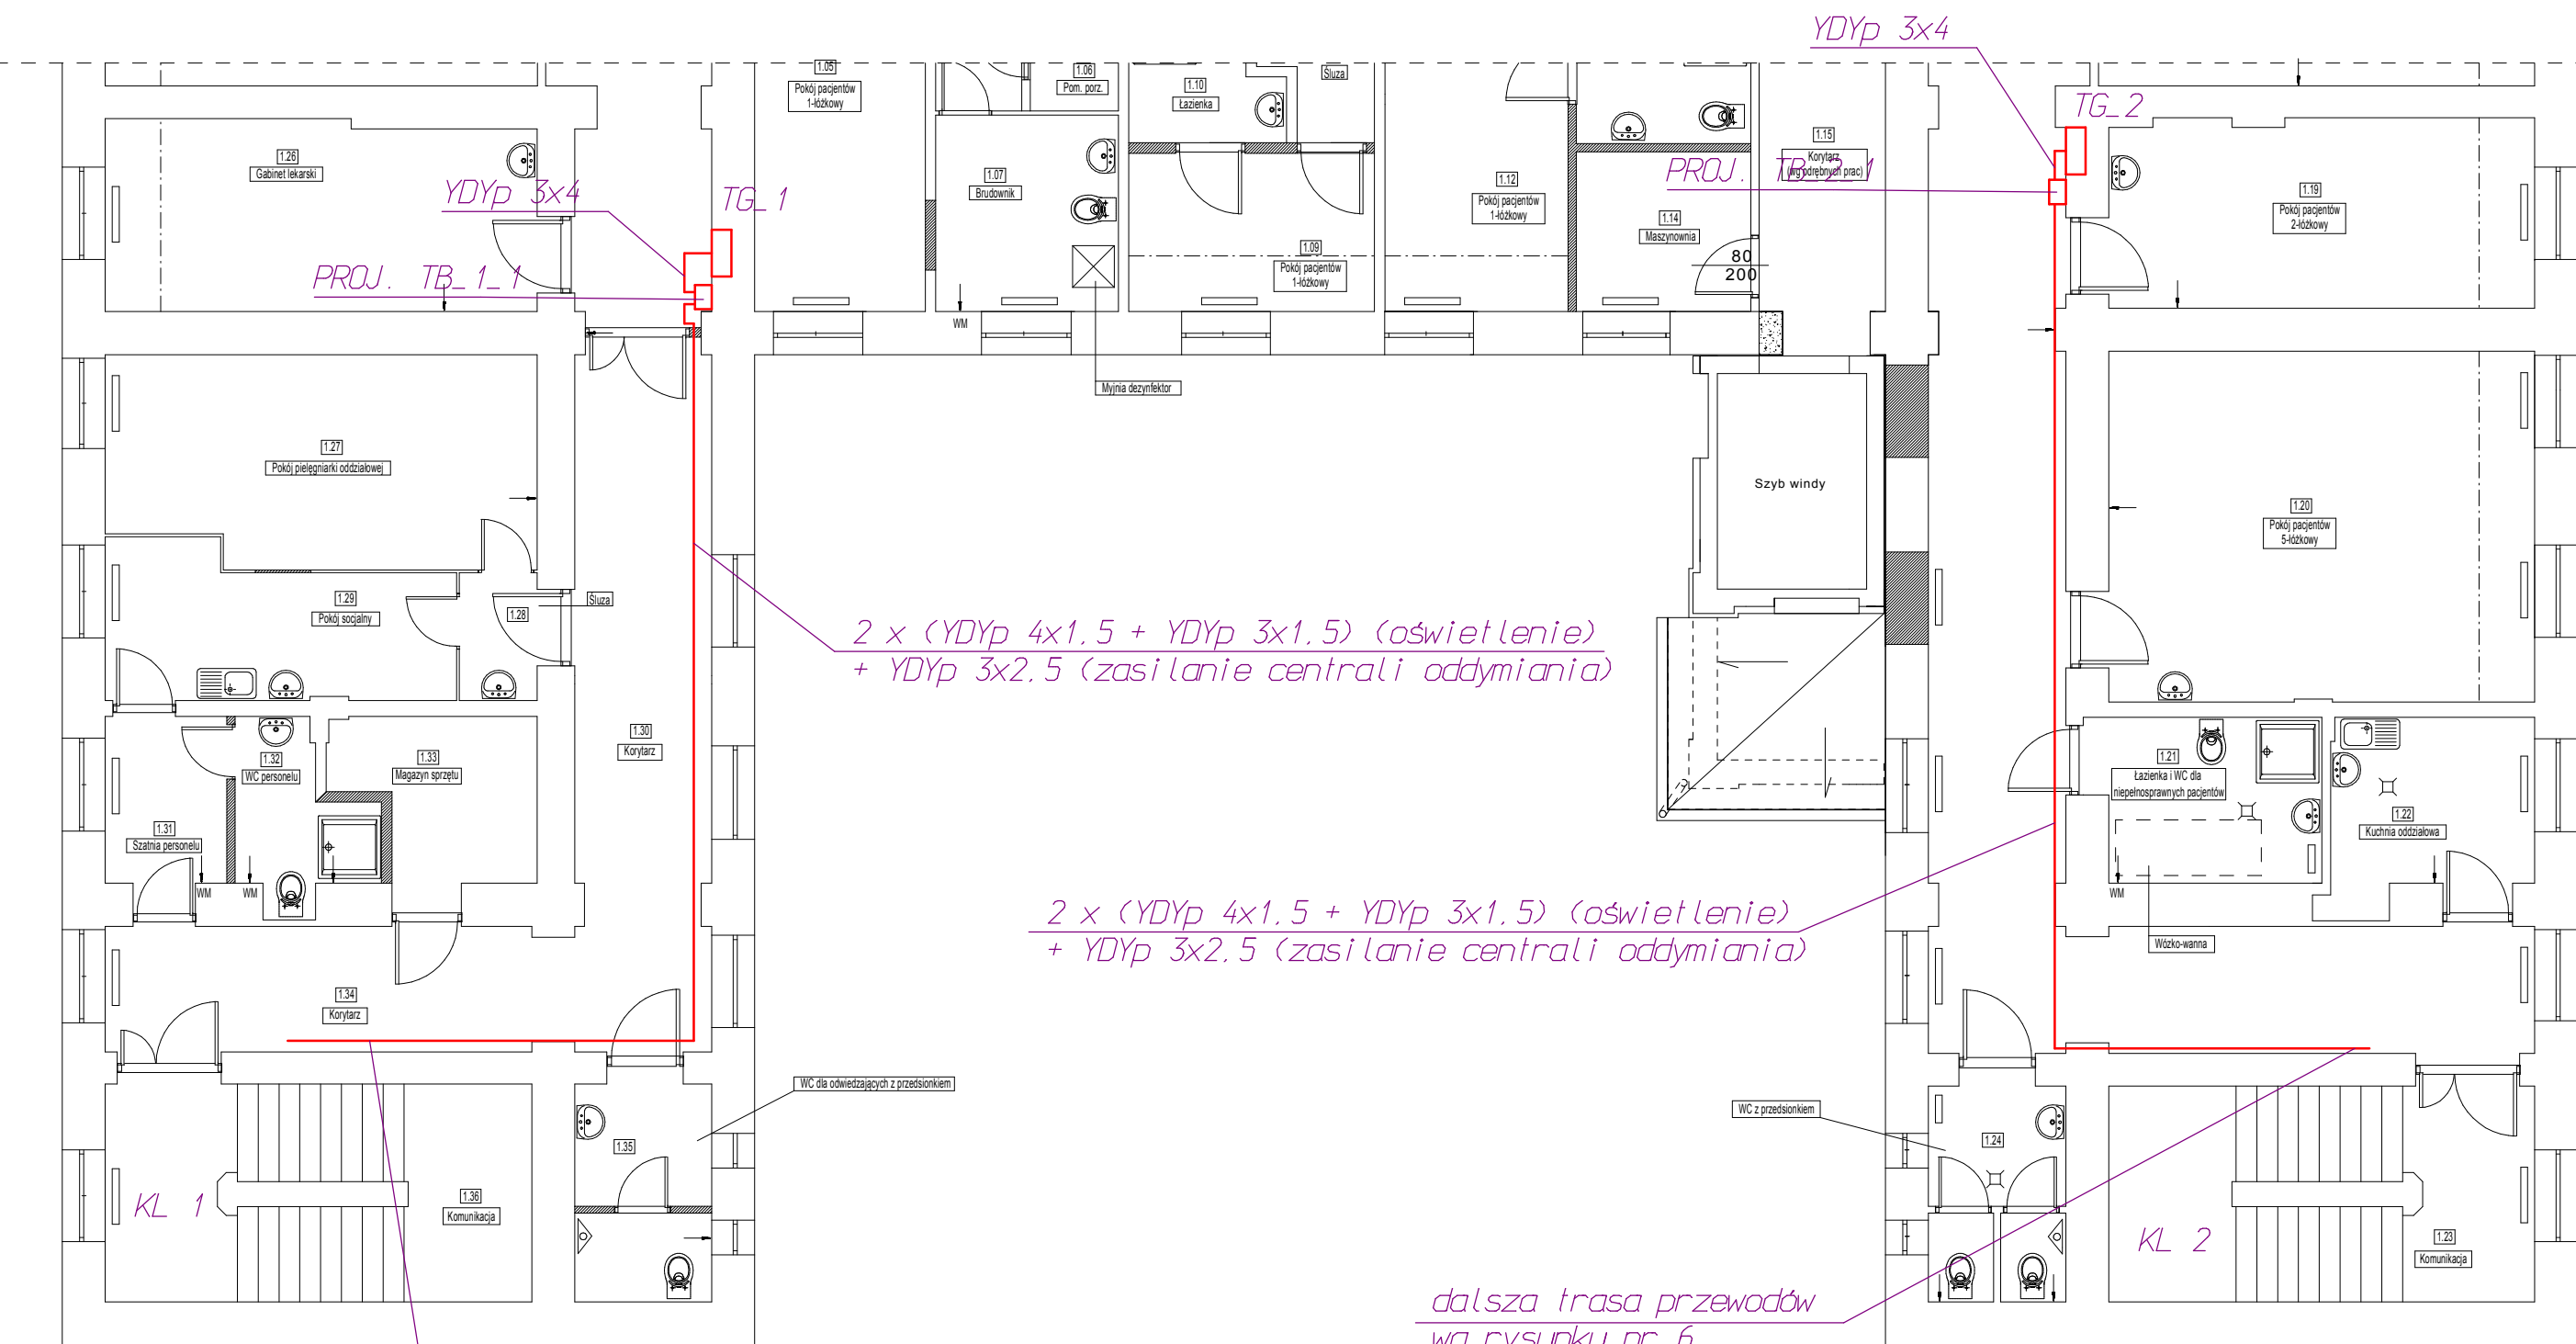 YDYp 3x4
TG_2
1.05
Pokój pacjentów
1-łóżkowy
1.06
Pom. porz.
1.10
Łazienka
Śluza
1.15
Korytarz
(wg odrębnych prac)
PROJ. TB_2_1
1.26
Gabinet lekarski
YDYp 3x4
TG_1
PROJ. TB_1_1
1.07
Brudownik
WM
1.09
Pokój pacjentów
1-łóżkowy
1.12
Pokój pacjentów
1-łóżkowy
1.14
Maszynownia
80
200
1.19
Pokój pacjentów
2-łóżkowy
Myjnia dezynfektor
1.27
Pokój pielęgniarki oddziałowej
Szyb windy
1.20
Pokój pacjentów
5-łóżkowy
1.29
Pokój socjalny
1.28
Śluza
2 x (YDYp 4x1,5 + YDYp 3x1,5) (oświetlenie)
+ YDYp 3x2,5 (zasilanie centrali oddymiania)
1.30
Korytarz
1.32
WC personelu
1.33
Magazyn sprzętu
1.31
Szatnia personelu
WM
WM
1.21
Łazienka i WC dla
niepełnosprawnych pacjentów
1.22
Kuchnia oddziałowa
WM
Wózko-wanna
2 x (YDYp 4x1,5 + YDYp 3x1,5) (oświetlenie)
+ YDYp 3x2,5 (zasilanie centrali oddymiania)
1.34
Korytarz
WC dla odwiedzających z przedsionkiem
WC z przedsionkiem
1.35
1.24
KL 1
1.36
Komunikacja
KL 2
1.23
Komunikacja
dalsza trasa przewodów
wg rysunku nr 6